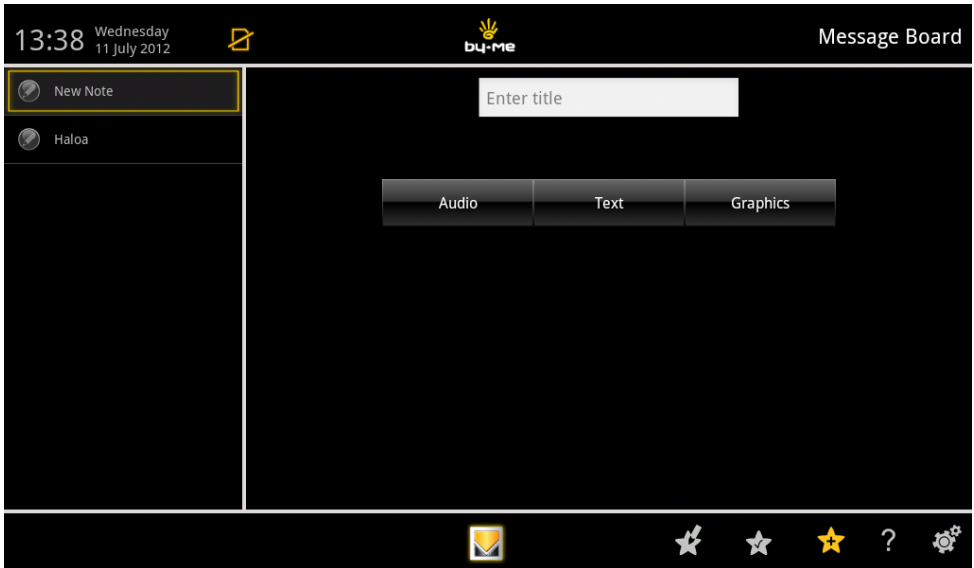 13:38
Wednesday
11 July 2012
by-me
Message Board
New Note
Haloa
Enter title
Audio
Text
Graphics
?